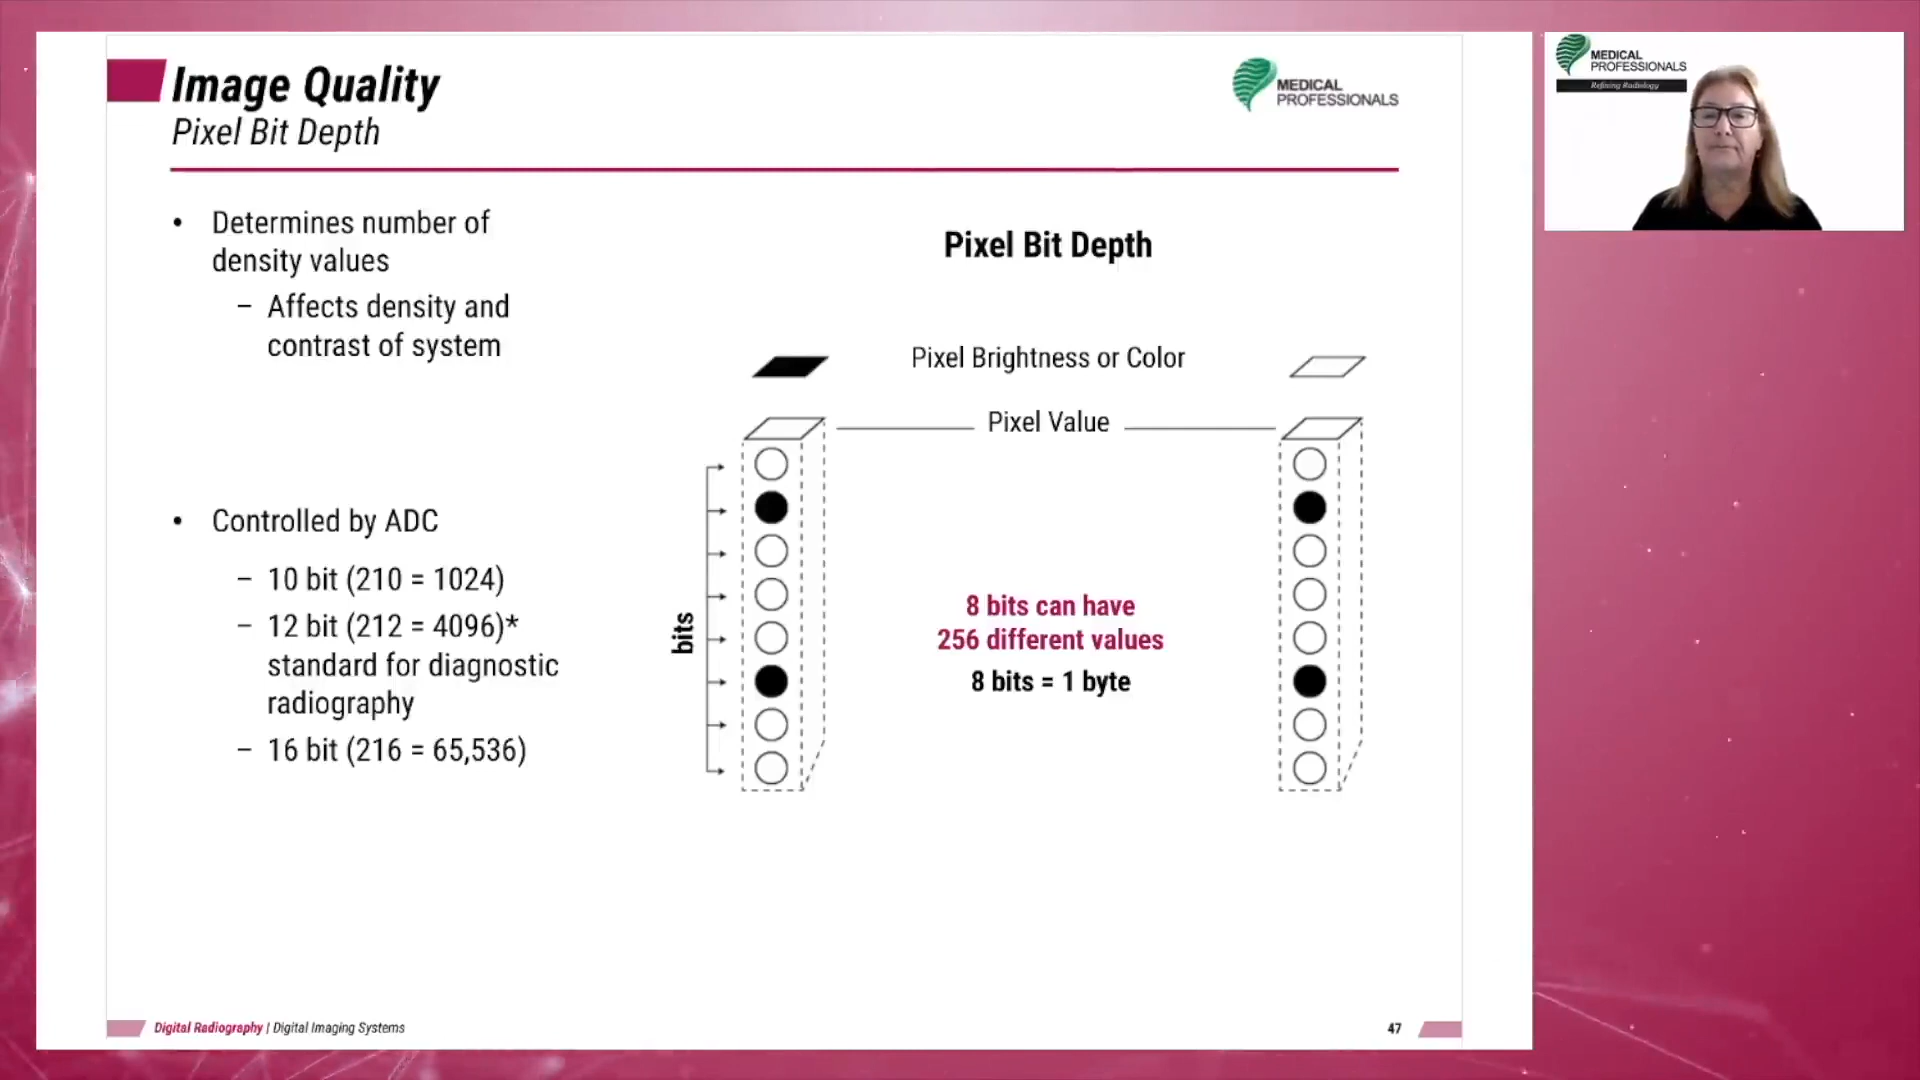 Image Quality
Pixel Bit Depth
MEDICAL
PROFESSIONALS
• Determines number of
density values
– Affects density and
contrast of system
• Controlled by ADC
– 10 bit (210 = 1024)
– 12 bit (212 = 4096)*
standard for diagnostic
radiography
– 16 bit (216 = 65,536)
Pixel Bit Depth
Pixel Brightness or Color
Pixel Value
bits
8 bits can have
256 different values
8 bits = 1 byte
Digital Radiography | Digital Imaging Systems
47
MEDICAL
PROFESSIONALS
Refining Radiology